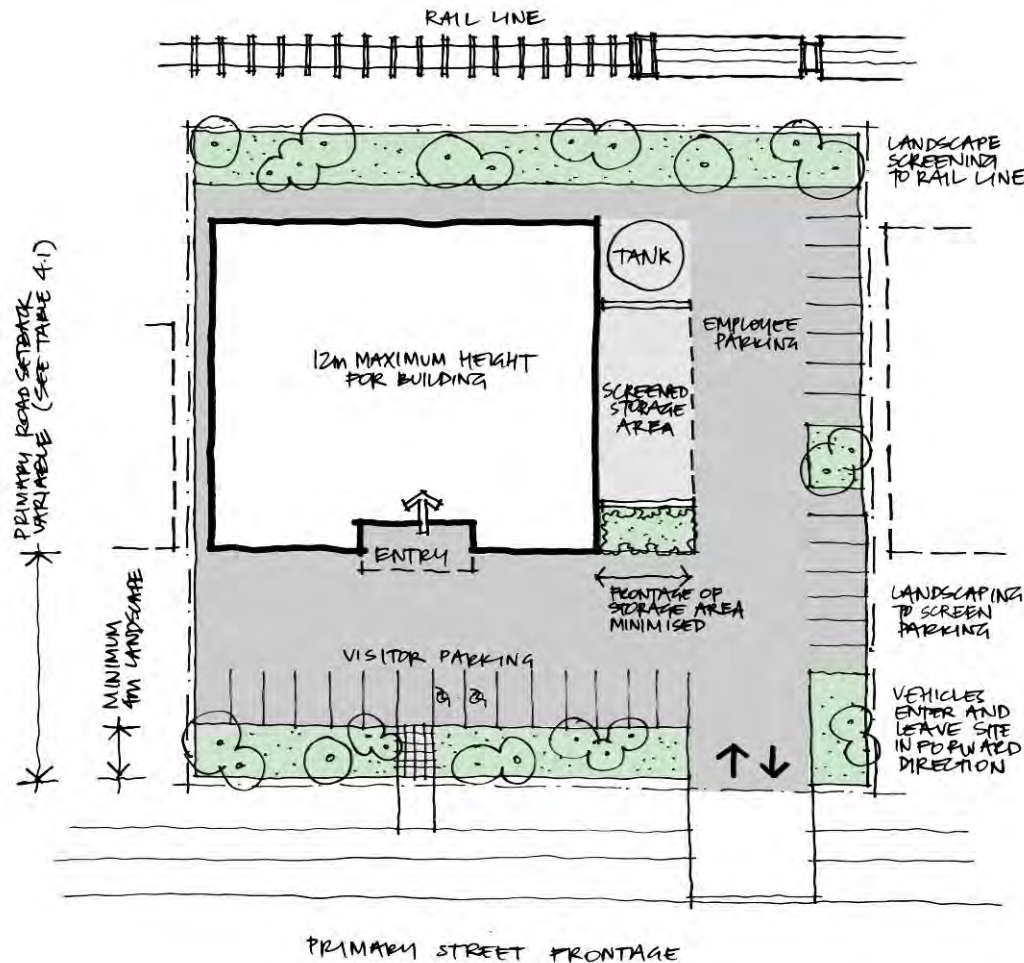 RAIL LINE
LANDSCAPE
SCREENING
TO RAIL LINE
TANK
EMPLOYEE
PARKING
12m MAXIMUM HEIGHT
FOR BUILDING
SCREENED
STORAGE
AREA
PRIMARY ROAD SETBACK
VARIABLE (SEE TABLE 4.1)
ENTRY
FRONTAGE OF
STORAGE AREA
MINIMISED
LANDSCAPING
TO SCREEN
PARKING
MINIMUM
4m LANDSCAPE
VISITOR PARKING
VEHICLES
ENTER AND
LEAVE SITE
IN FORWARD
DIRECTION
PRIMARY STREET FRONTAGE